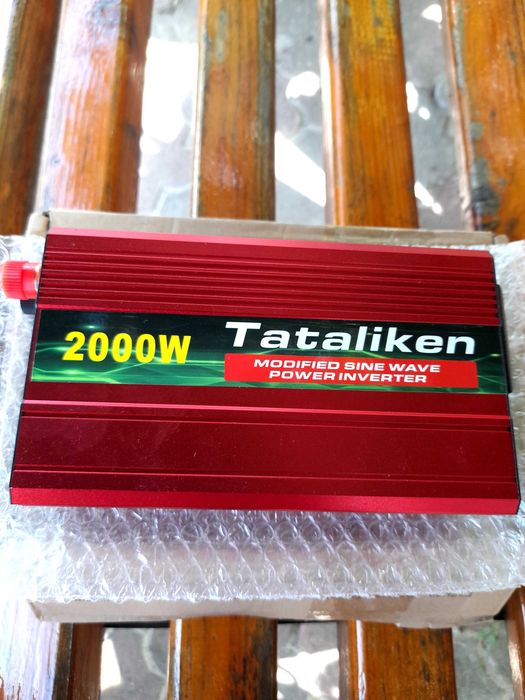 2000W
Tataliken
MODIFIED SINE WAVE
POWER INVERTER